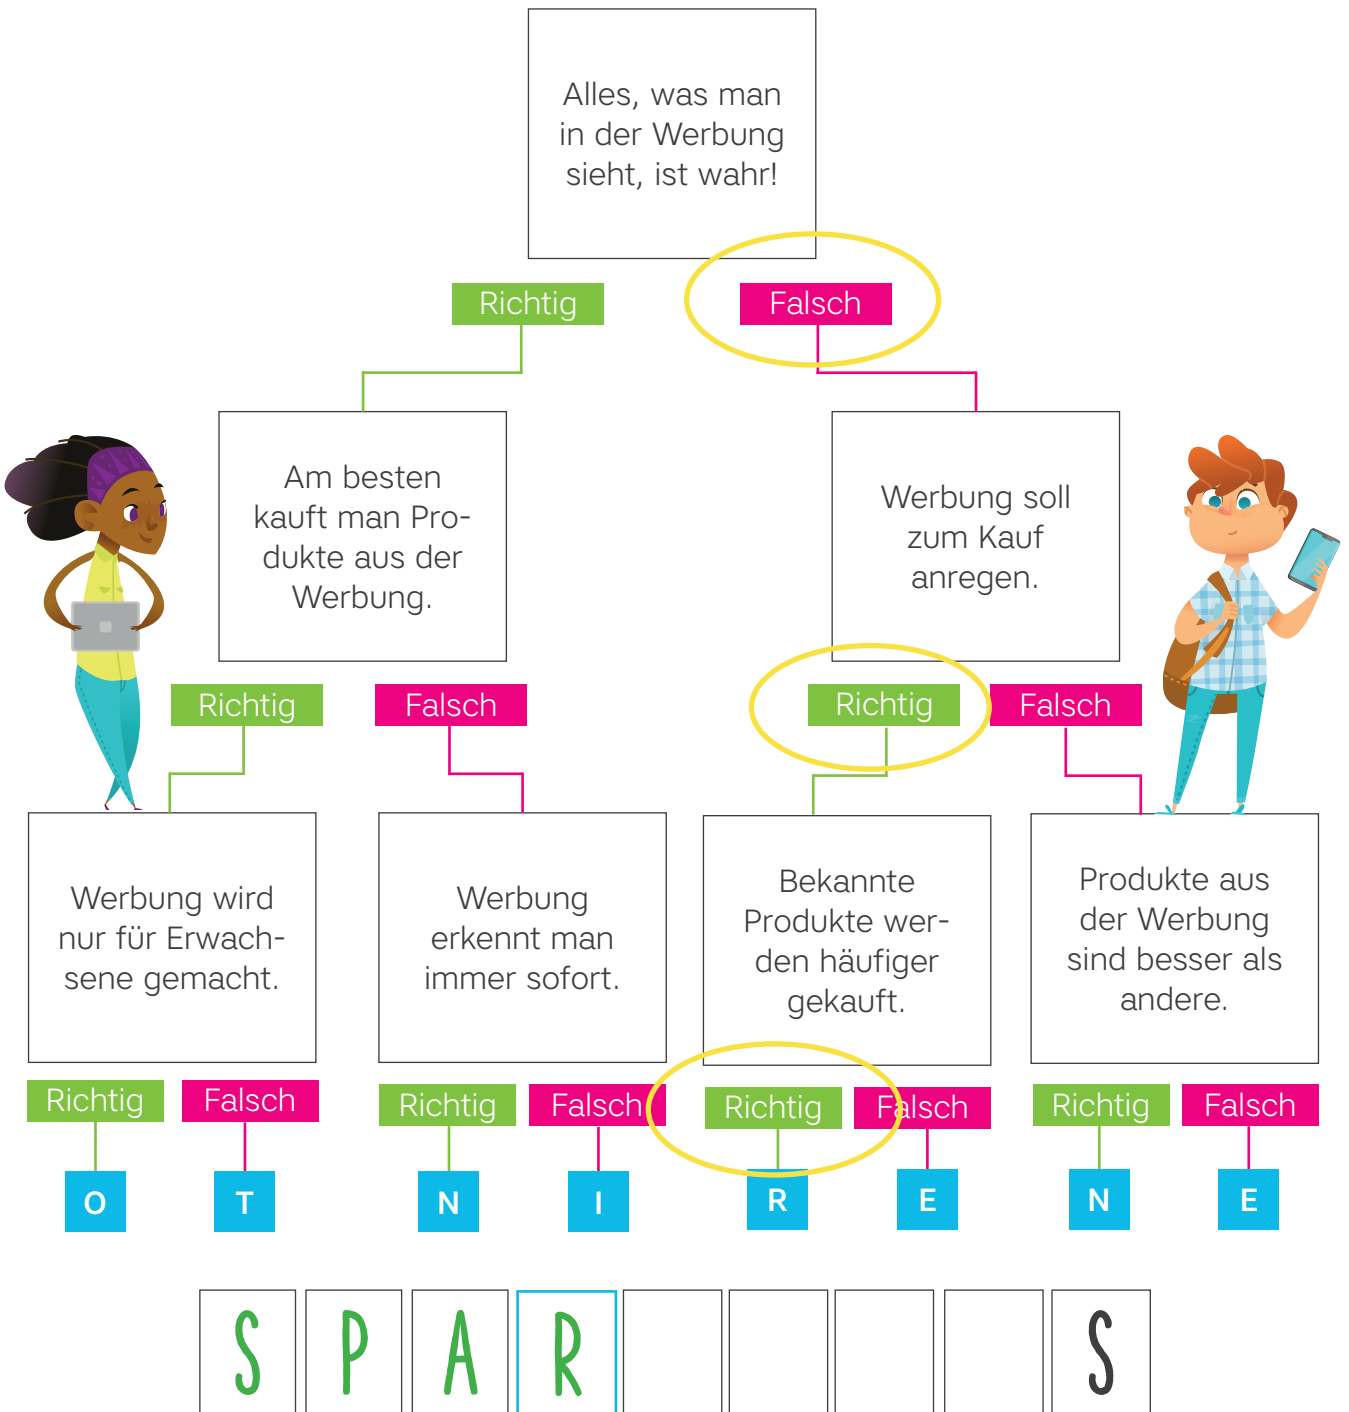 Alles, was man
in der Werbung
sieht, ist wahr!
Richtig
Falsch
Am besten
kauft man Pro-
dukte aus der
Werbung.
Werbung soll
zum Kauf
anregen.
Richtig
Falsch
Richtig
Falsch
Werbung wird
nur für Erwach-
sene gemacht.
Werbung
erkennt man
immer sofort.
Bekannte
Produkte wer-
den häufiger
gekauft.
Produkte aus
der Werbung
sind besser als
andere.
Richtig
Falsch
Richtig
Falsch
Richtig
Falsch
Richtig
Falsch
O
T
N
I
R
E
N
E
S P A R S